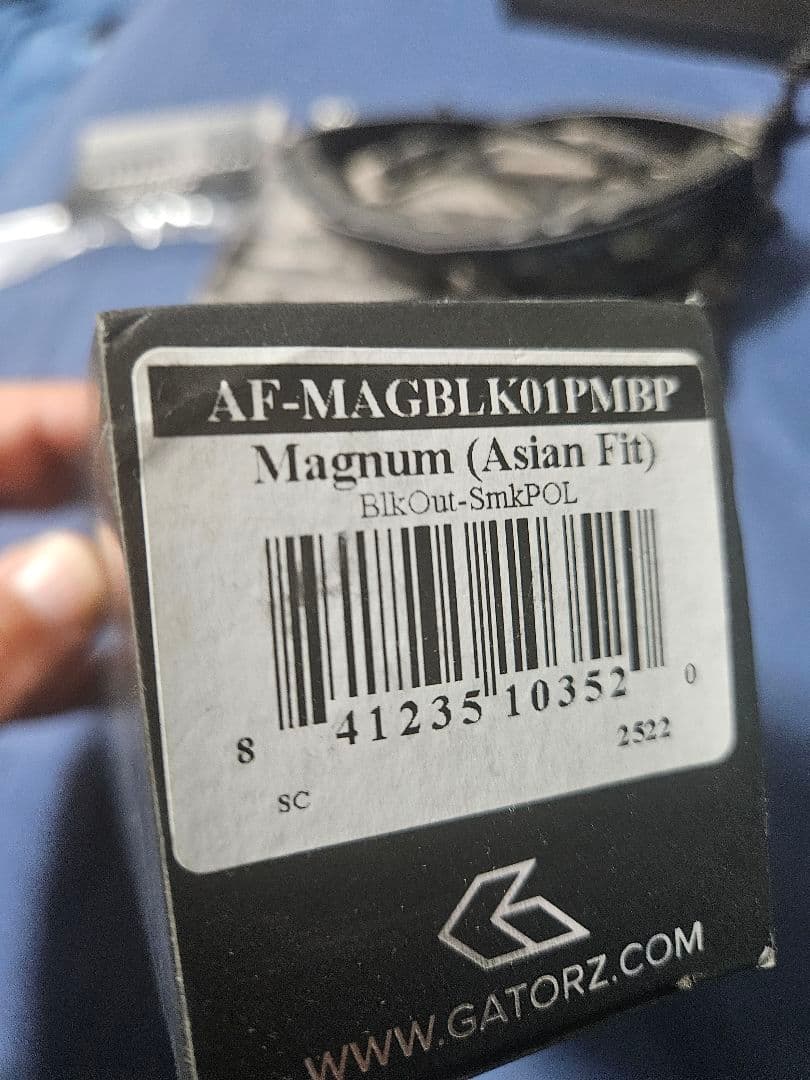 AF-MAGBLK01PMBP
Magnum (Asian Fit)
BlkOut-SmkPOL
8 41235 10352 0
SC 2522
WWW.GATORZ.COM